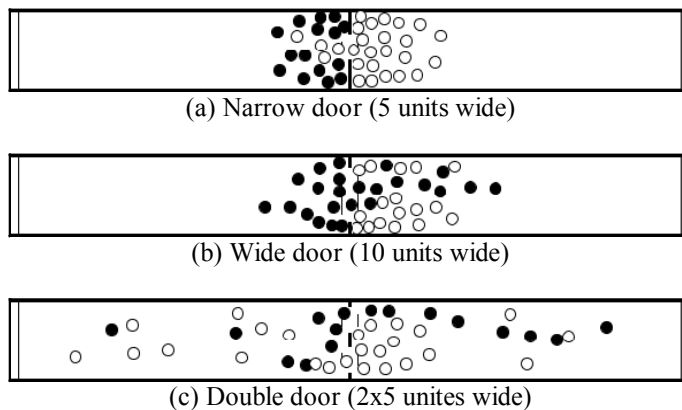 (a) Narrow door (5 units wide)
(b) Wide door (10 units wide)
(c) Double door (2x5 unites wide)